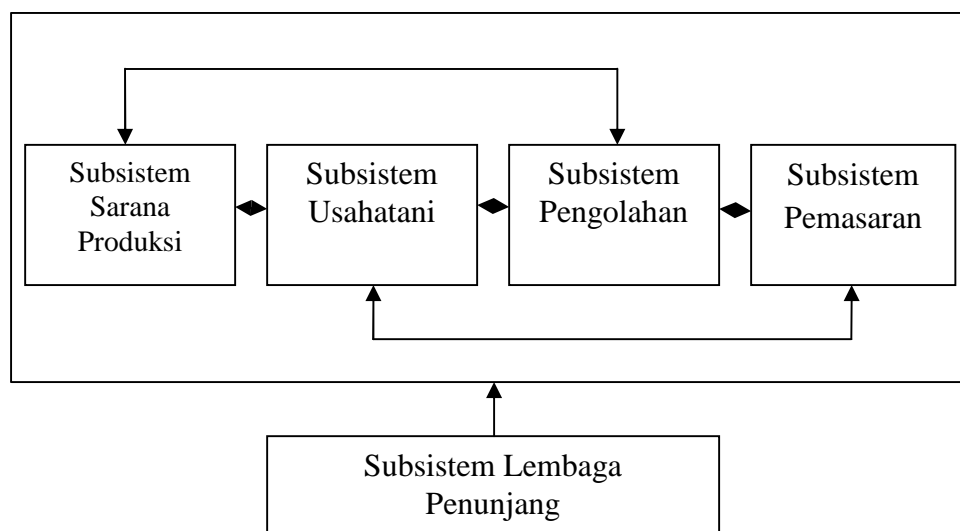 Subsistem
Sarana
Produksi
Subsistem
Usahatani
Subsistem
Pengolahan
Subsistem
Pemasaran
Subsistem Lembaga
Penunjang